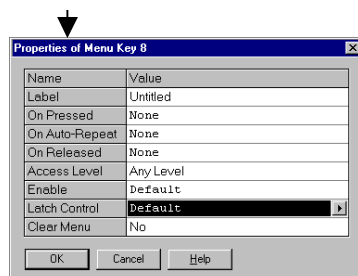 Properties of Menu Key 8
Name Value
Label Untitled
On Pressed None
On Auto-Repeat None
On Released None
Access Level Any Level
Enable Default
Latch Control Default
Clear Menu No
OK Cancel Help